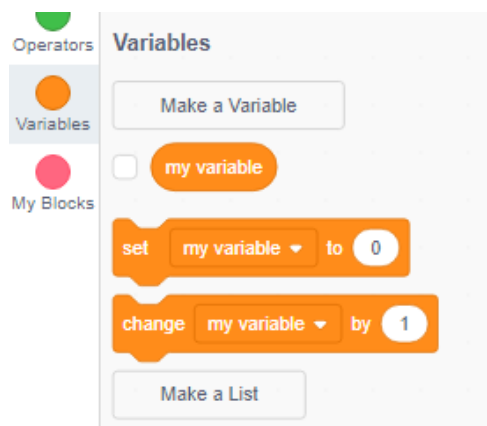 Operators
Variables
My Blocks
Variables
Make a Variable
my variable
set my variable to 0
change my variable by 1
Make a List